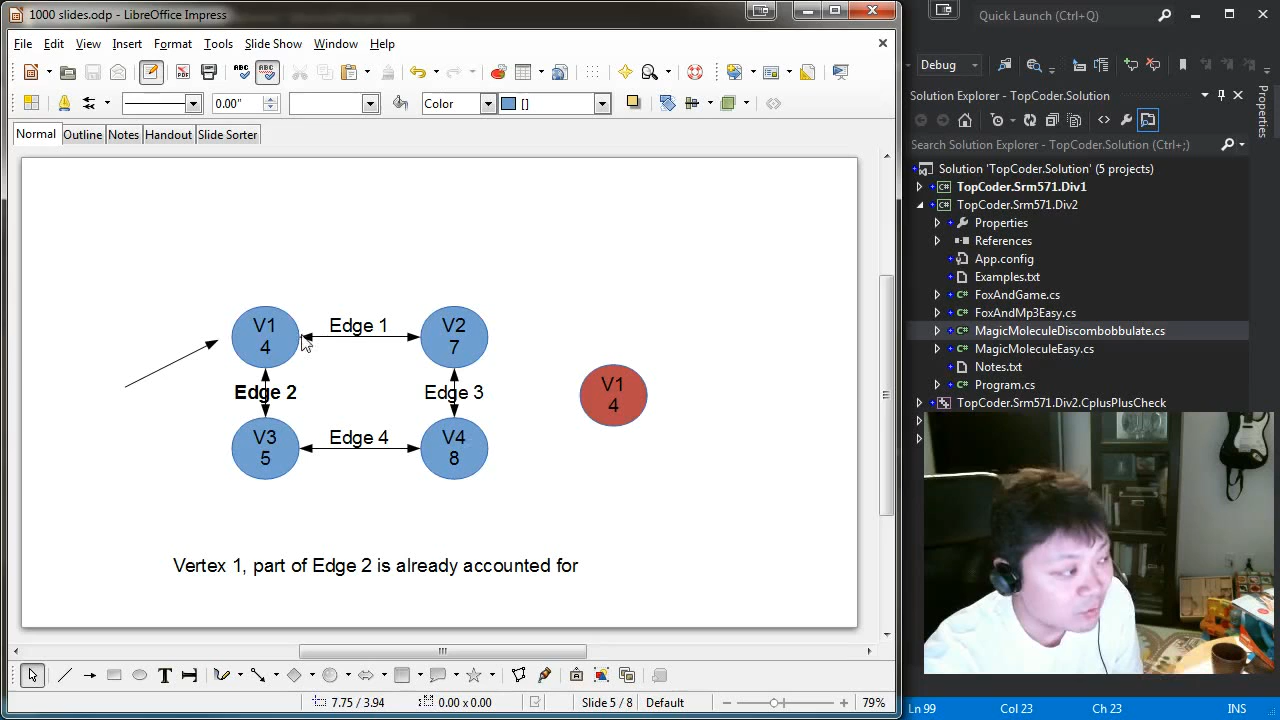 1000 slides.odp - LibreOffice Impress
File Edit View Insert Format Tools Slide Show Window Help
0.00" Color []
Normal Outline Notes Handout Slide Sorter
V1
4
Edge 1
V2
7
Edge 2
Edge 3
V3
5
Edge 4
V4
8
V1
4
Vertex 1, part of Edge 2 is already accounted for
7.75 / 3.94 0.00 x 0.00 Slide 5 / 8 Default 79%
Quick Launch (Ctrl+Q)
Debug
Solution Explorer - TopCoder.Solution
Search Solution Explorer - TopCoder.Solution (Ctrl+;)
Solution 'TopCoder.Solution' (5 projects)
TopCoder.Srm571.Div1
TopCoder.Srm571.Div2
Properties
References
App.config
Examples.txt
FoxAndGame.cs
FoxAndMp3Easy.cs
MagicMoleculeDiscombobbulate.cs
MagicMoleculeEasy.cs
Notes.txt
Program.cs
TopCoder.Srm571.Div2.CplusPlusCheck
Properties
Ln 99 Col 23 Ch 23 INS